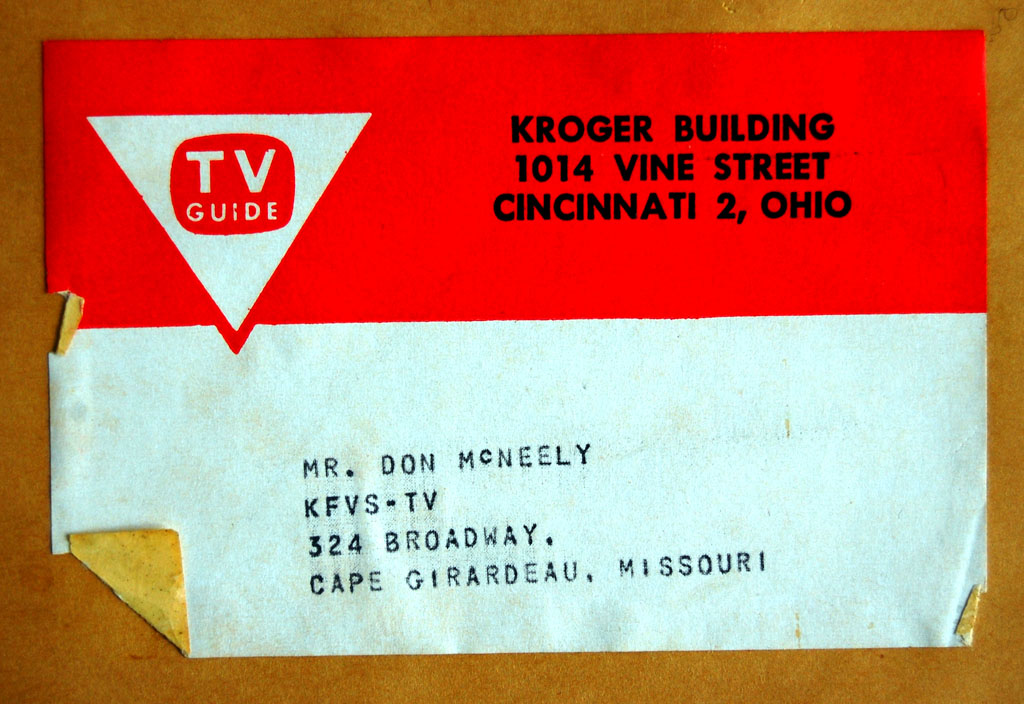 TV
GUIDE
KROGER BUILDING
1014 VINE STREET
CINCINNATI 2, OHIO
MR. DON McNEELY
KFVS-TV
324 BROADWAY.
CAPE GIRARDEAU, MISSOURI